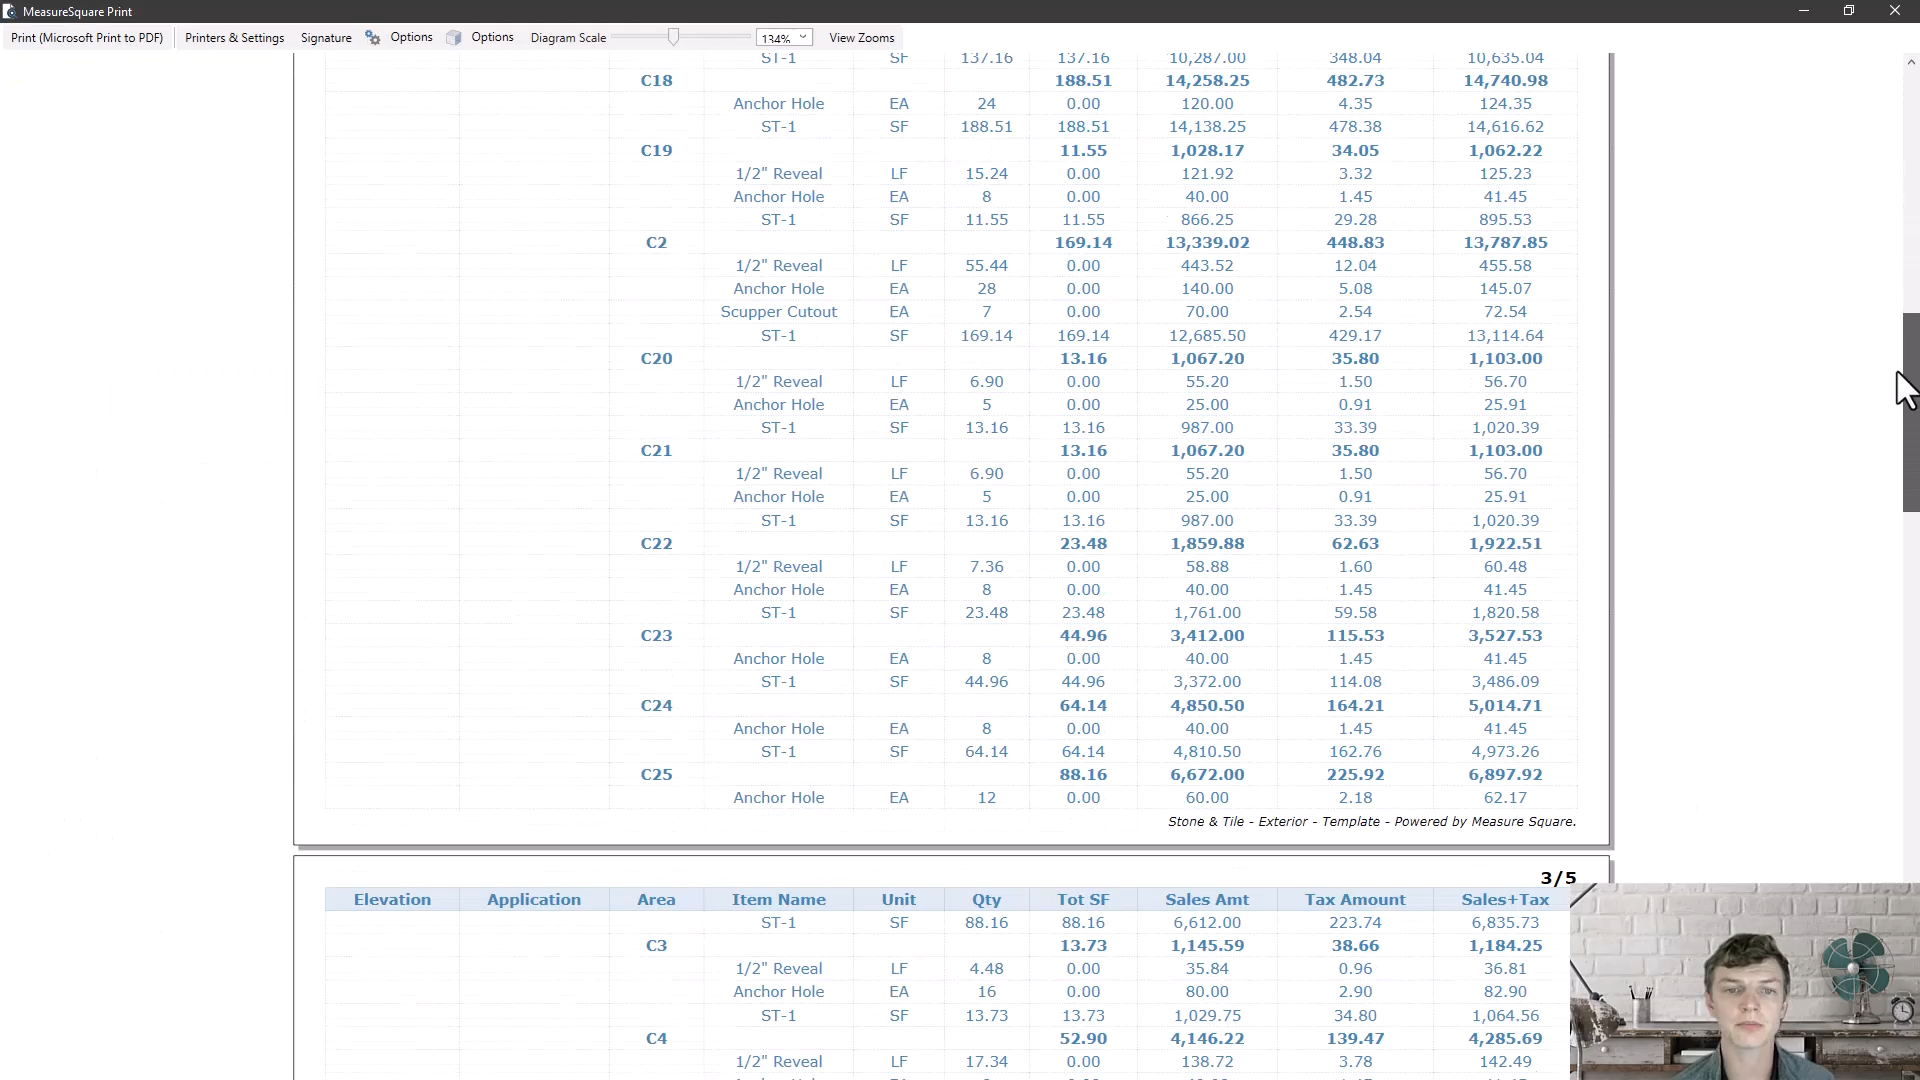 MeasureSquare Print
Print (Microsoft Print to PDF) Printers & Settings Signature Options Options Diagram Scale 134% View Zooms
ST-1 SF 137.16 137.16 10,287.00 348.04 10,635.04
C18 188.51 14,258.25 482.73 14,740.98
Anchor Hole EA 24 0.00 120.00 4.35 124.35
ST-1 SF 188.51 188.51 14,138.25 478.38 14,616.62
C19 11.55 1,028.17 34.05 1,062.22
1/2" Reveal LF 15.24 0.00 121.92 3.32 125.23
Anchor Hole EA 8 0.00 40.00 1.45 41.45
ST-1 SF 11.55 11.55 866.25 29.28 895.53
C2 169.14 13,339.02 448.83 13,787.85
1/2" Reveal LF 55.44 0.00 443.52 12.04 455.58
Anchor Hole EA 28 0.00 140.00 5.08 145.07
Scupper Cutout EA 7 0.00 70.00 2.54 72.54
ST-1 SF 169.14 169.14 12,685.50 429.17 13,114.64
C20 13.16 1,067.20 35.80 1,103.00
1/2" Reveal LF 6.90 0.00 55.20 1.50 56.70
Anchor Hole EA 5 0.00 25.00 0.91 25.91
ST-1 SF 13.16 13.16 987.00 33.39 1,020.39
C21 13.16 1,067.20 35.80 1,103.00
1/2" Reveal LF 6.90 0.00 55.20 1.50 56.70
Anchor Hole EA 5 0.00 25.00 0.91 25.91
ST-1 SF 13.16 13.16 987.00 33.39 1,020.39
C22 23.48 1,859.88 62.63 1,922.51
1/2" Reveal LF 7.36 0.00 58.88 1.60 60.48
Anchor Hole EA 8 0.00 40.00 1.45 41.45
ST-1 SF 23.48 23.48 1,761.00 59.58 1,820.58
C23 44.96 3,412.00 115.53 3,527.53
Anchor Hole EA 8 0.00 40.00 1.45 41.45
ST-1 SF 44.96 44.96 3,372.00 114.08 3,486.09
C24 64.14 4,850.50 164.21 5,014.71
Anchor Hole EA 8 0.00 40.00 1.45 41.45
ST-1 SF 64.14 64.14 4,810.50 162.76 4,973.26
C25 88.16 6,672.00 225.92 6,897.92
Anchor Hole EA 12 0.00 60.00 2.18 62.17
Stone & Tile - Exterior - Template - Powered by Measure Square.
3/5
Elevation Application Area Item Name Unit Qty Tot SF Sales Amt Tax Amount Sales+Tax
ST-1 SF 88.16 88.16 6,612.00 223.74 6,835.73
C3 13.73 1,145.59 38.66 1,184.25
1/2" Reveal LF 4.48 0.00 35.84 0.96 36.81
Anchor Hole EA 16 0.00 80.00 2.90 82.90
ST-1 SF 13.73 13.73 1,029.75 34.80 1,064.56
C4 52.90 4,146.22 139.47 4,285.69
1/2" Reveal LF 17.34 0.00 138.72 3.78 142.49